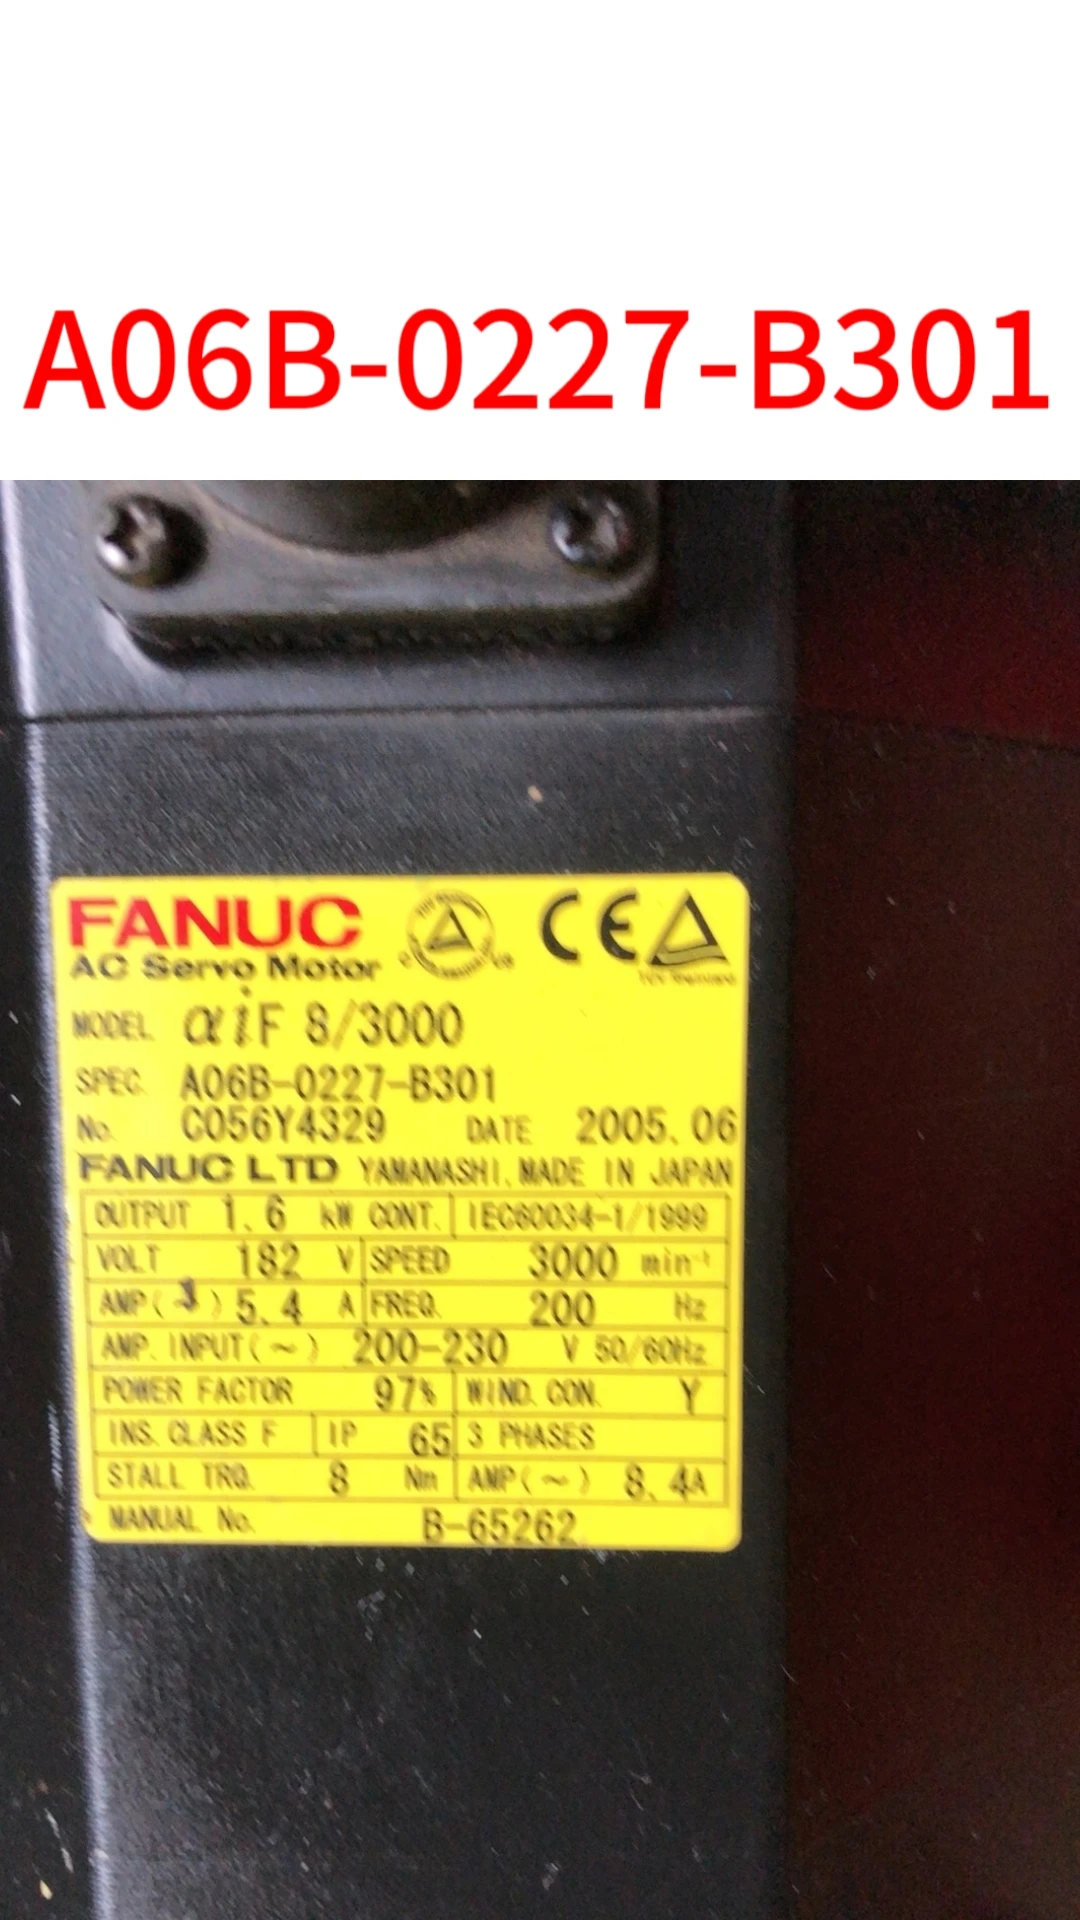 A06B-0227-B301
FANUC
AC Servo Motor
MODEL αiF 8/3000
SPEC. A06B-0227-B301
No. C056Y4329 DATE 2005.06
FANUC LTD YAMANASHI, MADE IN JAPAN
OUTPUT 1.6 kW CONT. IEC60034-1/1999
VOLT 182 V SPEED 3000 min⁻¹
AMP(~) 5.4 A FREQ. 200 Hz
AMP. INPUT(~) 200-230 V 50/60Hz
POWER FACTOR 97% WIND. CON. Y
INS. CLASS F IP 65 3 PHASES
STALL TRQ. 8 Nm AMP(~) 8.4A
MANUAL No. B-65262